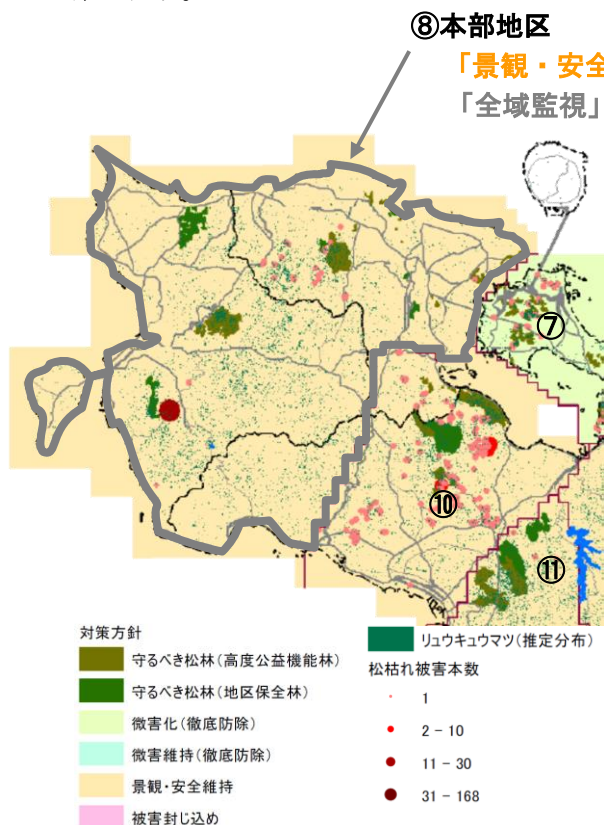 ⑧本部地区
「景観・安全
「全域監視」
⑦
⑩
⑪
対策方針
守るべき松林(高度公益機能林)
守るべき松林(地区保全林)
微害化(徹底防除)
微害維持(徹底防除)
景観・安全維持
被害封じ込め
リュウキュウマツ(推定分布)
松枯れ被害本数
1
2 - 10
11 - 30
31 - 168